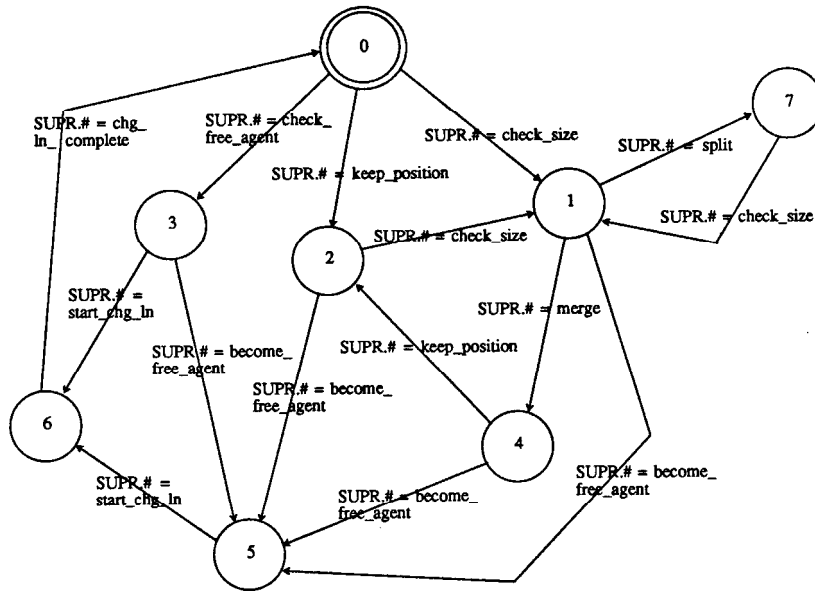 0
7
SUPR.# = chg_
ln_ complete
SUPR.# = check_
free_agent
SUPR.# = check_size
SUPR.# = split
SUPR.# = keep_position
1
3
SUPR.# = check_size
SUPR.# = check_size
2
SUPR.# =
start_chg_ln
SUPR.# = merge
SUPR.# = become_
free_agent
SUPR.# = keep_position
SUPR.# = become_
free_agent
6
4
SUPR.# =
start_chg_ln
SUPR.# = become_
free_agent
SUPR.# = become_
free_agent
5